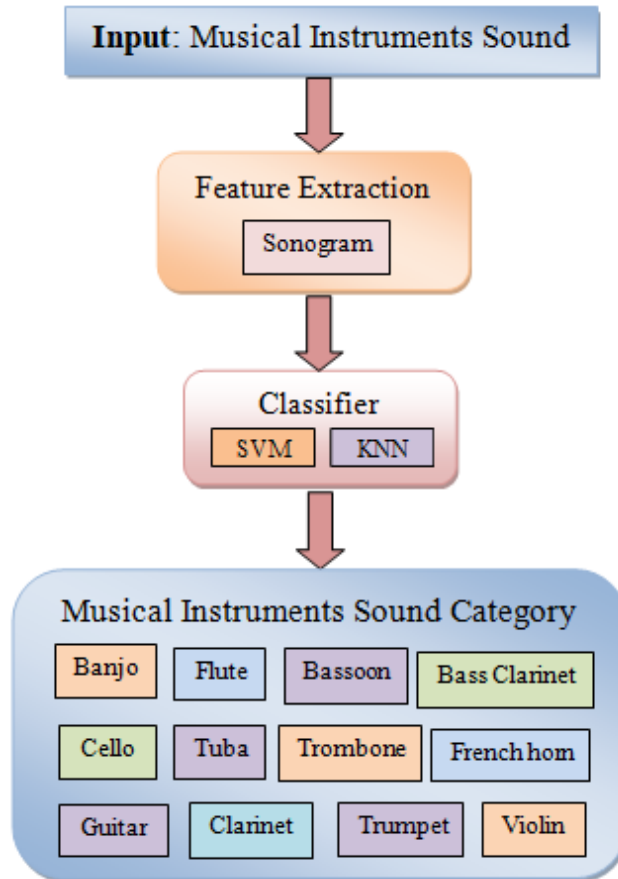 Input: Musical Instruments Sound
Feature Extraction
Sonogram
Classifier
SVM KNN
Musical Instruments Sound Category
Banjo Flute Bassoon Bass Clarinet
Cello Tuba Trombone French horn
Guitar Clarinet Trumpet Violin